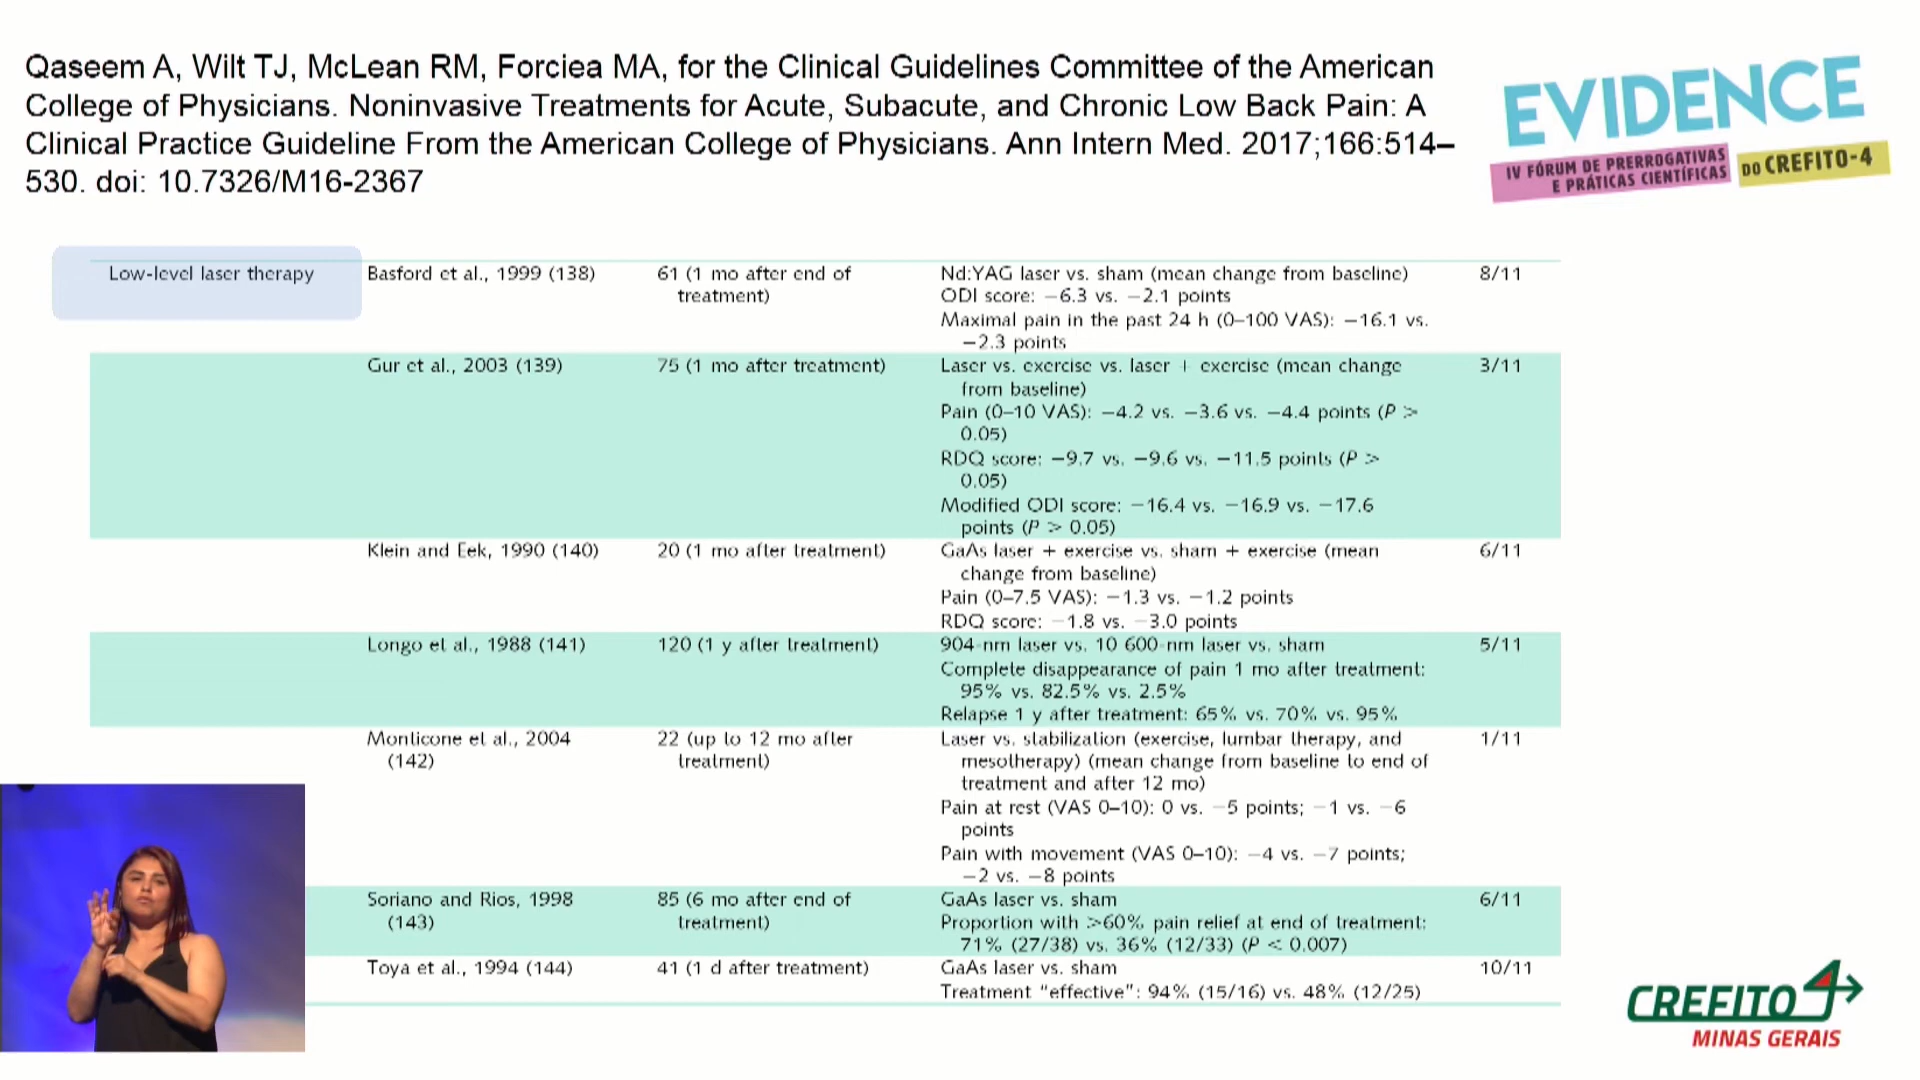 Qaseem A, Wilt TJ, McLean RM, Forciea MA, for the Clinical Guidelines Committee of the American
College of Physicians. Noninvasive Treatments for Acute, Subacute, and Chronic Low Back Pain: A
Clinical Practice Guideline From the American College of Physicians. Ann Intern Med. 2017;166:514–
530. doi: 10.7326/M16-2367
EVIDENCE
IV FÓRUM DE PRERROGATIVAS
E PRÁTICAS CIENTÍFICAS
DO CREFITO-4
Low-level laser therapy Basford et al., 1999 (138) 61 (1 mo after end of Nd:YAG laser vs. sham (mean change from baseline) 8/11
treatment) ODI score: −6.3 vs. −2.1 points
Maximal pain in the past 24 h (0–100 VAS): −16.1 vs.
−2.3 points
Gur et al., 2003 (139) 75 (1 mo after treatment) Laser vs. exercise vs. laser + exercise (mean change 3/11
from baseline)
Pain (0–10 VAS): −4.2 vs. −3.6 vs. −4.4 points (P >
0.05)
RDQ score: −9.7 vs. −9.6 vs. −11.5 points (P >
0.05)
Modified ODI score: −16.4 vs. −16.9 vs. −17.6
points (P > 0.05)
Klein and Eek, 1990 (140) 20 (1 mo after treatment) GaAs laser + exercise vs. sham + exercise (mean 6/11
change from baseline)
Pain (0–7.5 VAS): −1.3 vs. −1.2 points
RDQ score: −1.8 vs. −3.0 points
Longo et al., 1988 (141) 120 (1 y after treatment) 904-nm laser vs. 10 600-nm laser vs. sham 5/11
Complete disappearance of pain 1 mo after treatment:
95% vs. 82.5% vs. 2.5%
Relapse 1 y after treatment: 65% vs. 70% vs. 95%
Monticone et al., 2004 22 (up to 12 mo after Laser vs. stabilization (exercise, lumbar therapy, and 1/11
(142) treatment) mesotherapy) (mean change from baseline to end of
treatment and after 12 mo)
Pain at rest (VAS 0–10): 0 vs. −5 points; −1 vs. −6
points
Pain with movement (VAS 0–10): −4 vs. −7 points;
−2 vs. −8 points
Soriano and Rios, 1998 85 (6 mo after end of GaAs laser vs. sham 6/11
(143) treatment) Proportion with >60% pain relief at end of treatment:
71% (27/38) vs. 36% (12/33) (P < 0.007)
Toya et al., 1994 (144) 41 (1 d after treatment) GaAs laser vs. sham 10/11
Treatment “effective”: 94% (15/16) vs. 48% (12/25)
CREFITO4
MINAS GERAIS